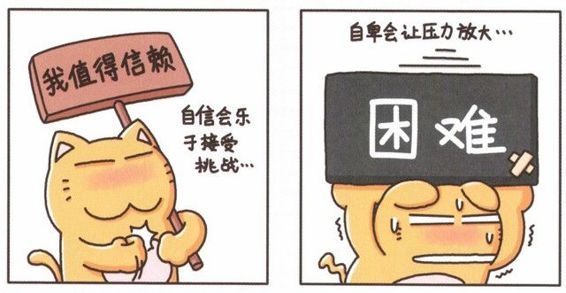 我值得信赖
自信会乐
于接受
挑战…
自卑会让压力放大…
困难